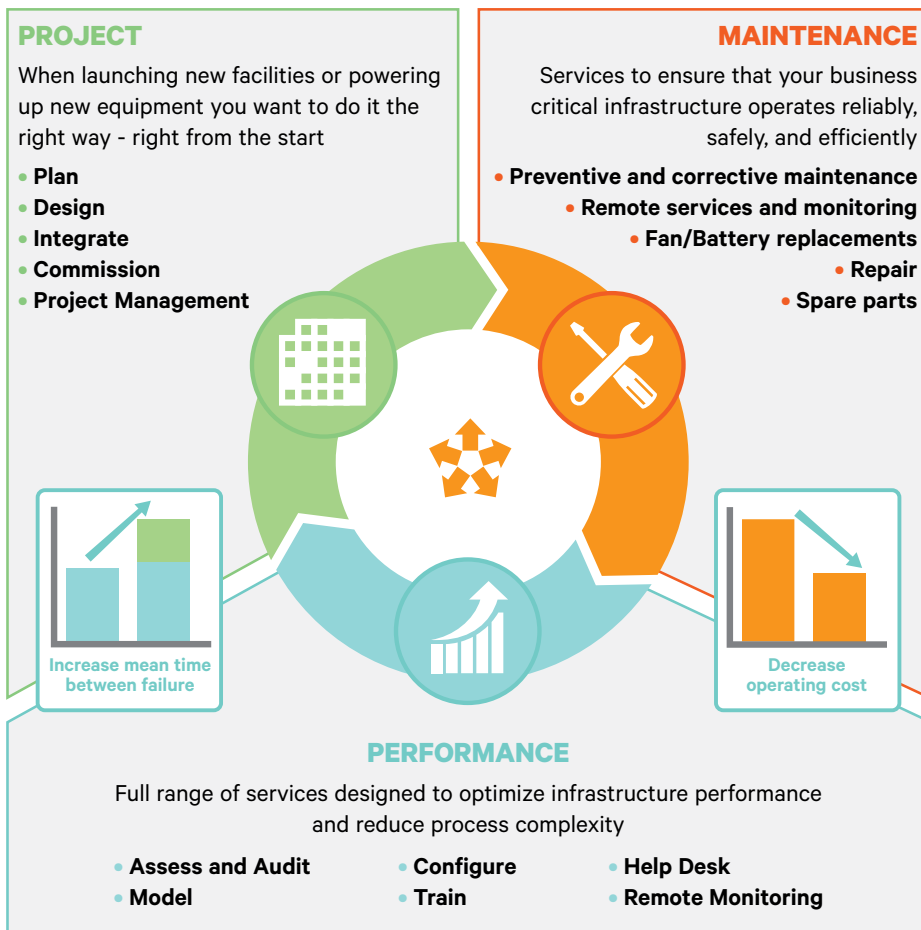 PROJECT
When launching new facilities or powering
up new equipment you want to do it the
right way - right from the start
• Plan
• Design
• Integrate
• Commission
• Project Management
MAINTENANCE
Services to ensure that your business
critical infrastructure operates reliably,
safely, and efficiently
• Preventive and corrective maintenance
• Remote services and monitoring
• Fan/Battery replacements
• Repair
• Spare parts
Increase mean time
between failure
Decrease
operating cost
PERFORMANCE
Full range of services designed to optimize infrastructure performance
and reduce process complexity
• Assess and Audit
• Model
• Configure
• Train
• Help Desk
• Remote Monitoring